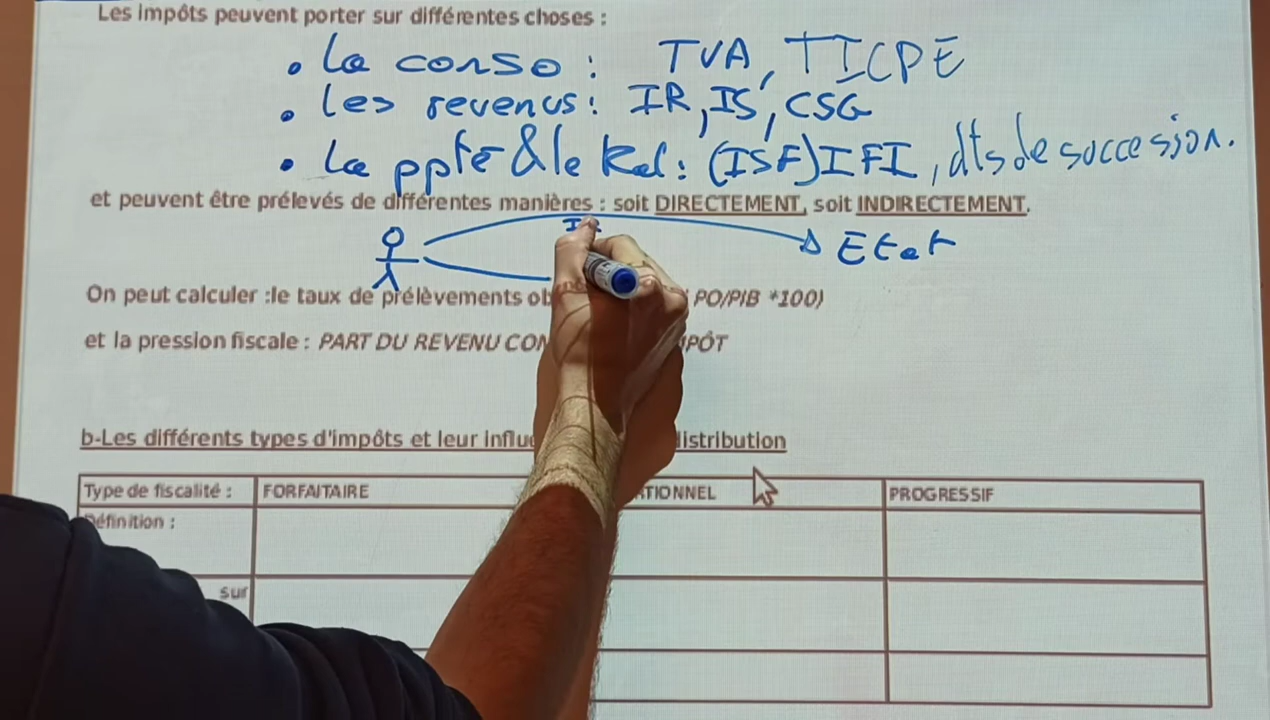 Les impôts peuvent porter sur différentes choses :
• la conso : TVA, TICPE
• les revenus : IR, IS, CSG
• La ppté & le Kal : (ISF) IFI, dts de succession.
et peuvent être prélevés de différentes manières : soit DIRECTEMENT, soit INDIRECTEMENT.
Etat
On peut calculer :le taux de prélèvements ob PO/PIB *100)
et la pression fiscale : PART DU REVENU CON MPÔT
b-Les différents types d'impôts et leur influe distribution
Type de fiscalité : FORFAITAIRE TIONNEL PROGRESSIF
Définition :
sur